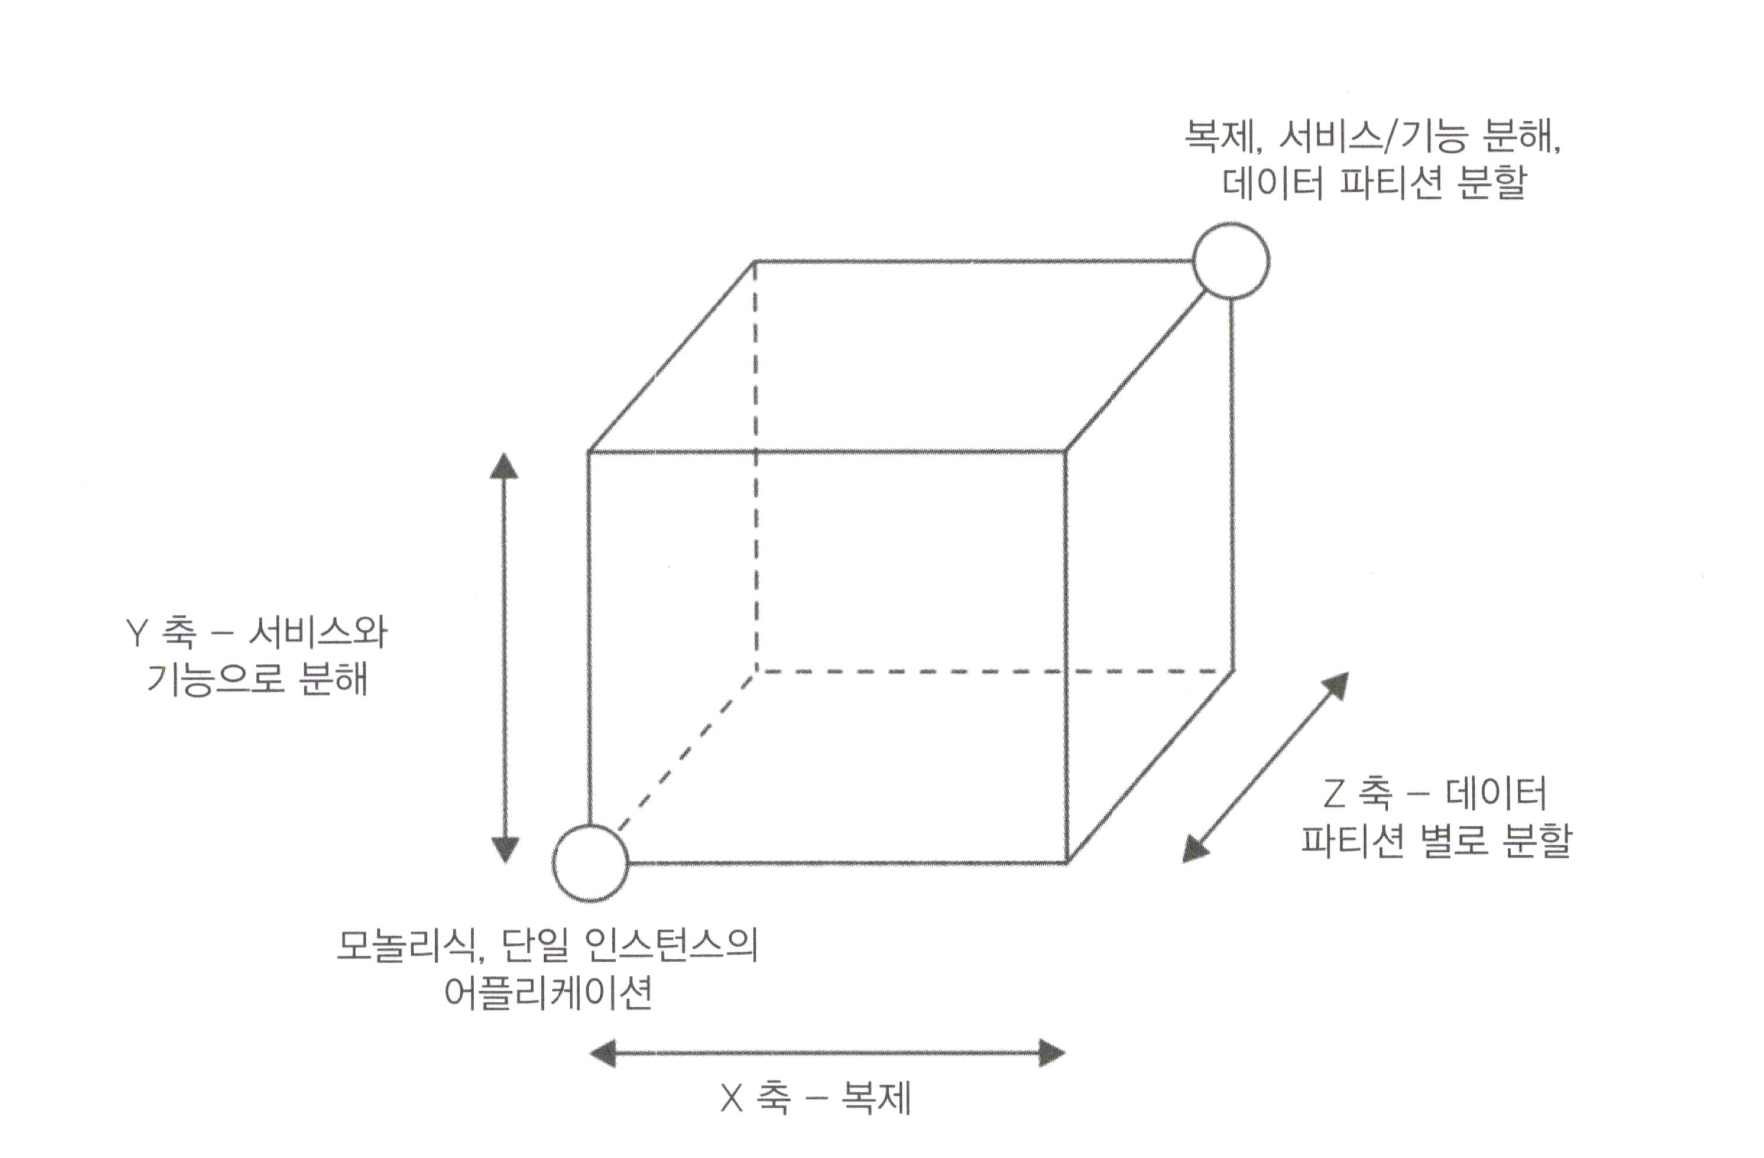 복제, 서비스/기능 분해,
데이터 파티션 분할
Y 축 – 서비스와
기능으로 분해
Z 축 – 데이터
파티션 별로 분할
모놀리식, 단일 인스턴스의
어플리케이션
X 축 – 복제